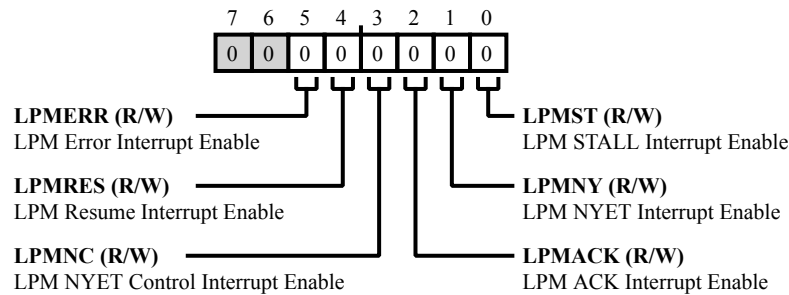 7 6 5 4 3 2 1 0
0 0 0 0 0 0 0 0
LPMERR (R/W)
LPM Error Interrupt Enable
LPMRES (R/W)
LPM Resume Interrupt Enable
LPMNC (R/W)
LPM NYET Control Interrupt Enable
LPMST (R/W)
LPM STALL Interrupt Enable
LPMNY (R/W)
LPM NYET Interrupt Enable
LPMACK (R/W)
LPM ACK Interrupt Enable